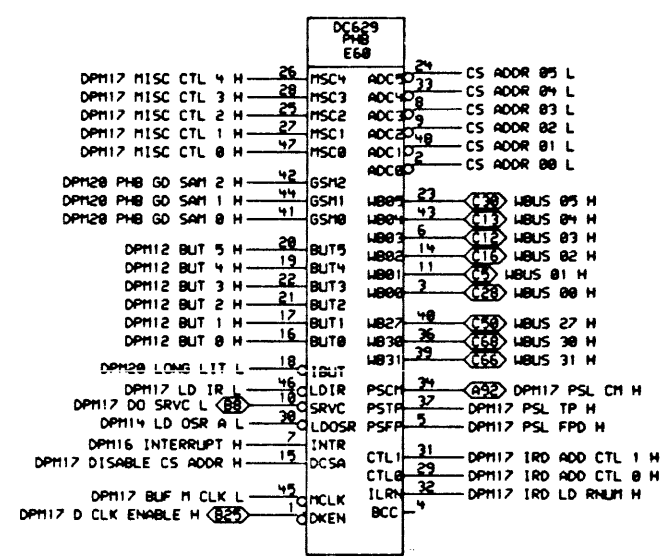 DC629
PHB
E60
DPM17 MISC CTL 4 H 26 MSC4 ADC5 24 CS ADDR 05 L
DPM17 MISC CTL 3 H 28 MSC3 ADC4 33 CS ADDR 04 L
DPM17 MISC CTL 2 H 25 MSC2 ADC3 8 CS ADDR 03 L
DPM17 MISC CTL 1 H 27 MSC1 ADC2 9 CS ADDR 02 L
DPM17 MISC CTL 0 H 47 MSC0 ADC1 48 CS ADDR 01 L
ADC0 2 CS ADDR 00 L
DPM20 PHB GD SAM 2 H 42 GSM2
DPM20 PHB GD SAM 1 H 44 GSM1 WB05 23 C30 WBUS 05 H
DPM20 PHB GD SAM 0 H 41 GSM0 WB04 43 C13 WBUS 04 H
WB03 6 C12 WBUS 03 H
DPM12 BUT 5 H 20 BUT5 WB02 14 C16 WBUS 02 H
DPM12 BUT 4 H 19 BUT4 WB01 11 C5 WBUS 01 H
DPM12 BUT 3 H 22 BUT3 WB00 3 C28 WBUS 00 H
DPM12 BUT 2 H 21 BUT2
DPM12 BUT 1 H 17 BUT1 WB27 40 C50 WBUS 27 H
DPM12 BUT 0 H 16 BUT0 WB30 36 C68 WBUS 30 H
WB31 39 C66 WBUS 31 H
DPM20 LONG LIT L 18 IBUT
DPM17 LD IR L 46 LDIR PSCM 34 A92 DPM17 PSL CM H
DPM17 DO SRVC L B8 10 SRVC PSTP 37 DPM17 PSL TP H
DPM14 LD OSR A L 30 LDOSR PSFP 5 DPM17 PSL FPD H
DPM16 INTERRUPT H 7 INTR
DPM17 DISABLE CS ADDR H 15 DCSA CTL1 31 DPM17 IRD ADD CTL 1 H
CTL0 29 DPM17 IRD ADD CTL 0 H
DPM17 BUF M CLK L 45 MCLK ILRN 32 DPM17 IRD LD RNUM H
DPM17 D CLK ENABLE H B25 1 DKEN BCC 4